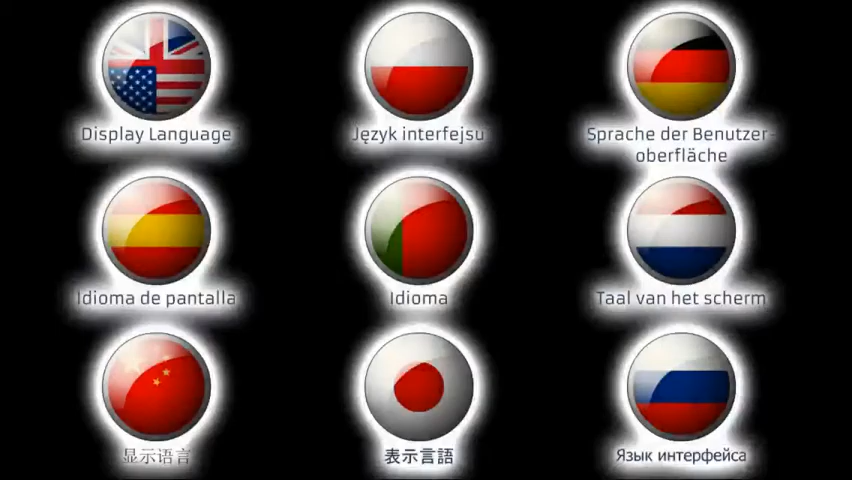 Display Language
Język interfejsu
Sprache der Benutzer-
oberfläche
Idioma de pantalla
Idioma
Taal van het scherm
显示语言
表示言語
Язык интерфейса